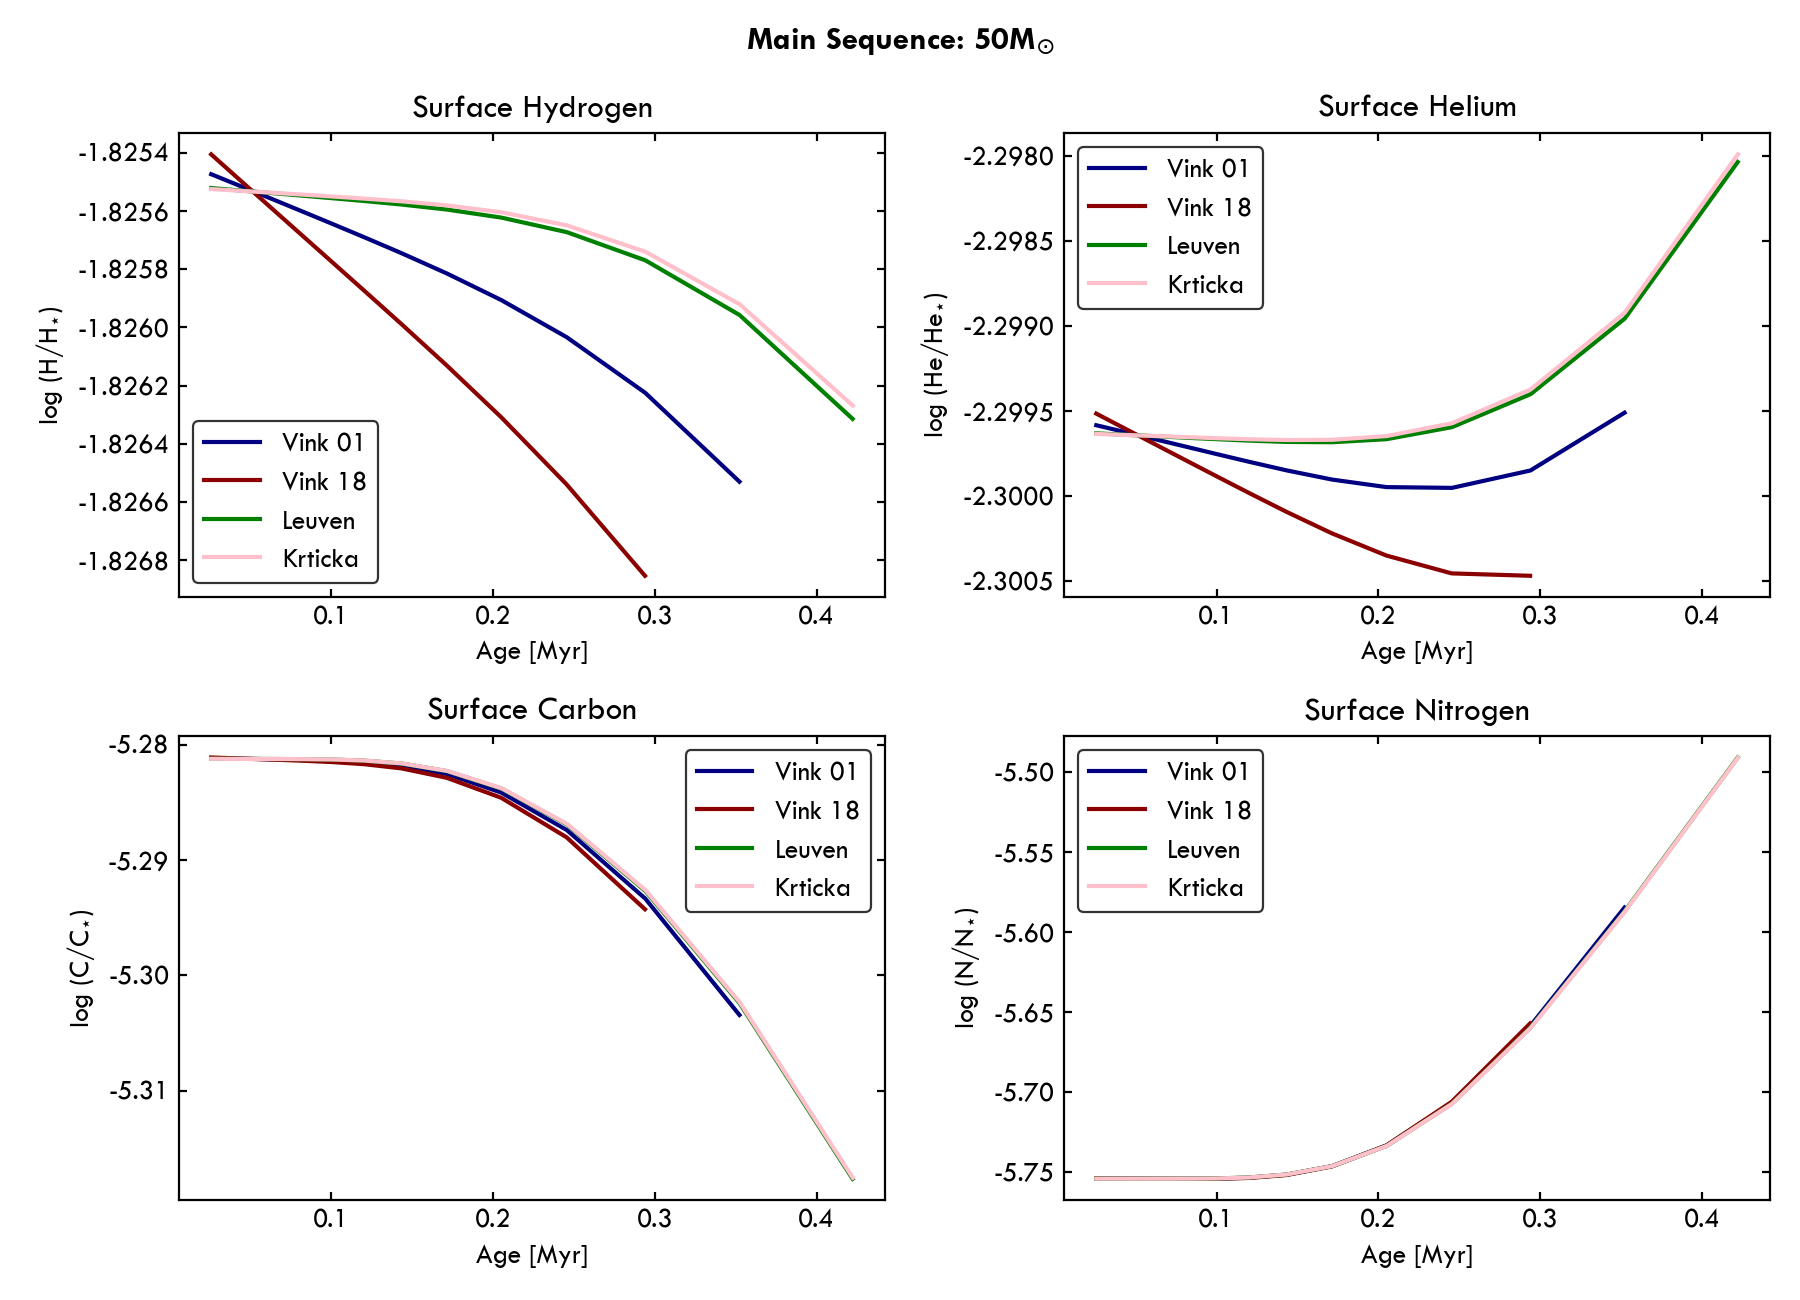 Main Sequence: 50M⊙
Surface Hydrogen
-1.8254
-1.8256
-1.8258
-1.8260
-1.8262
-1.8264
-1.8266
-1.8268
log (H/H⋆)
Vink 01
Vink 18
Leuven
Krticka
0.1 0.2 0.3 0.4
Age [Myr]
Surface Helium
-2.2980
-2.2985
-2.2990
-2.2995
-2.3000
-2.3005
log (He/He⋆)
Vink 01
Vink 18
Leuven
Krticka
0.1 0.2 0.3 0.4
Age [Myr]
Surface Carbon
-5.28
-5.29
-5.30
-5.31
log (C/C⋆)
Vink 01
Vink 18
Leuven
Krticka
0.1 0.2 0.3 0.4
Age [Myr]
Surface Nitrogen
-5.50
-5.55
-5.60
-5.65
-5.70
-5.75
log (N/N⋆)
Vink 01
Vink 18
Leuven
Krticka
0.1 0.2 0.3 0.4
Age [Myr]